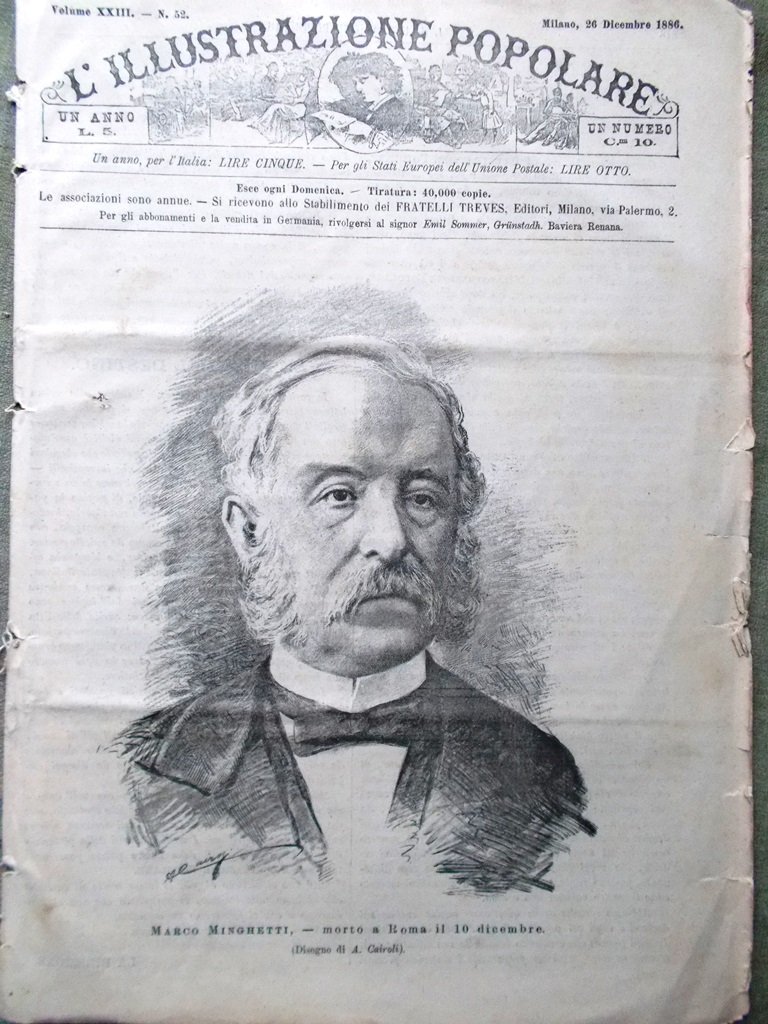 Volume XXIII. — N. 52.
Milano, 26 Dicembre 1886.
L'ILLUSTRAZIONE POPOLARE
UN ANNO
L. 5.
UN NUMERO
C.mi 10.
Un anno, per l'Italia: LIRE CINQUE. — Per gli Stati Europei dell'Unione Postale: LIRE OTTO.
Esce ogni Domenica. — Tiratura: 40,000 copie.
Le associazioni sono annue. — Si ricevono allo Stabilimento dei FRATELLI TREVES, Editori, Milano, via Palermo, 2.
Per gli abbonamenti e la vendita in Germania, rivolgersi al signor Emil Sommer, Grünstadh. Baviera Renana.
MARCO MINGHETTI, — morto a Roma il 10 dicembre.
(Disegno di A. Cairoli).